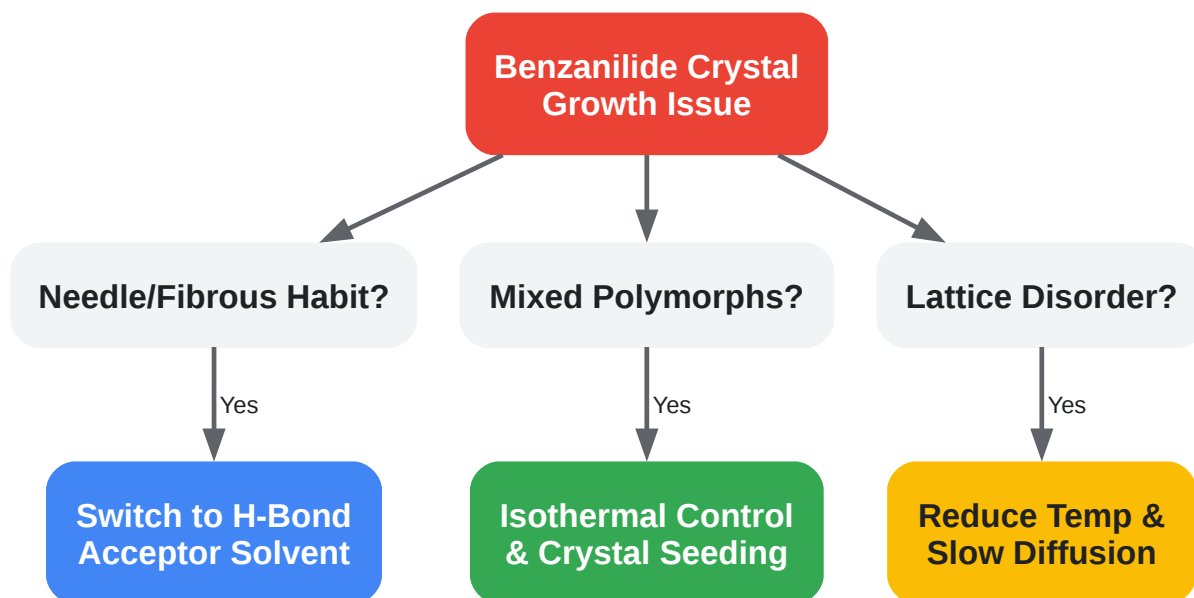 Benzanilide Crystal
Growth Issue
Needle/Fibrous Habit?
Mixed Polymorphs?
Lattice Disorder?
Yes
Yes
Yes
Switch to H-Bond
Acceptor Solvent
Isothermal Control
& Crystal Seeding
Reduce Temp &
Slow Diffusion